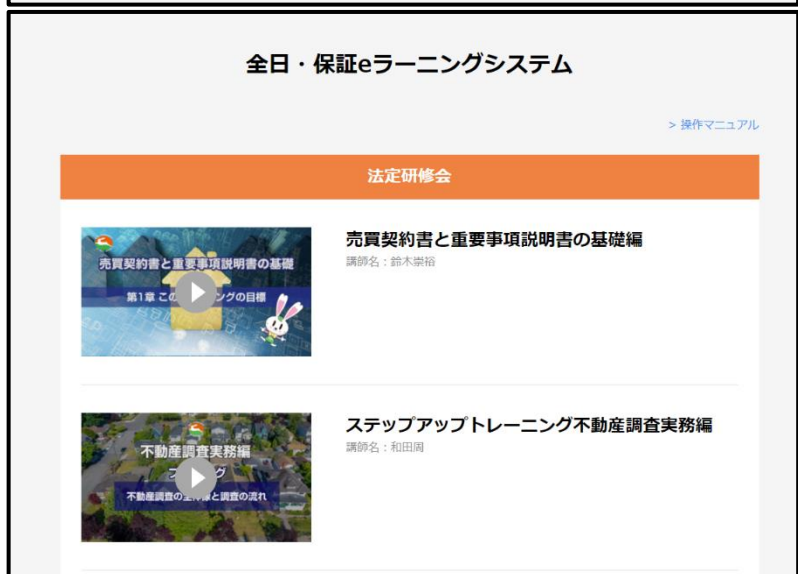 全日・保証eラーニングシステム
> 操作マニュアル
法定研修会
売買契約書と重要事項説明書の基礎
第1章 この
ングの目標
売買契約書と重要事項説明書の基礎編
講師名：鈴木崇裕
不動産調査実務編
グ
不動産調査の
と調査の流れ
ステップアップトレーニング不動産調査実務編
講師名：和田周